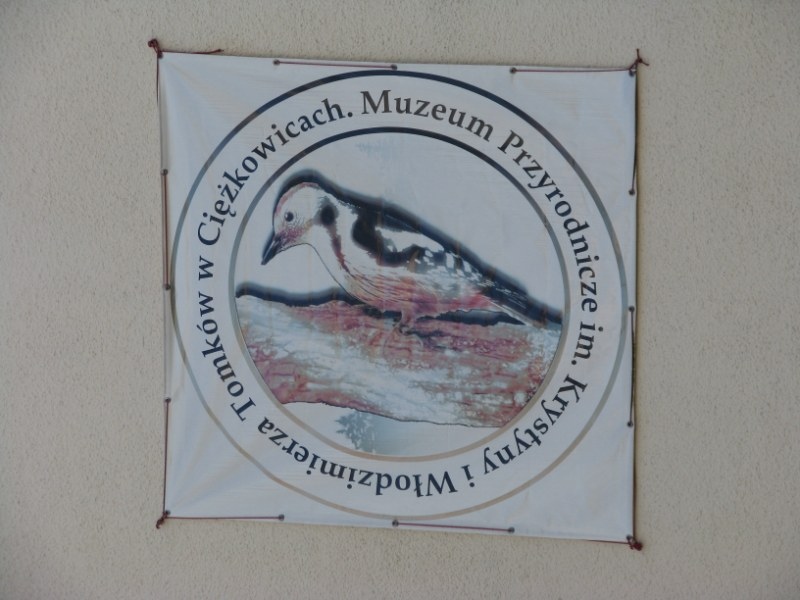 Muzeum Przyrodnicze im. Krystyny i Włodzimierza Tomków w Ciężkowicach.